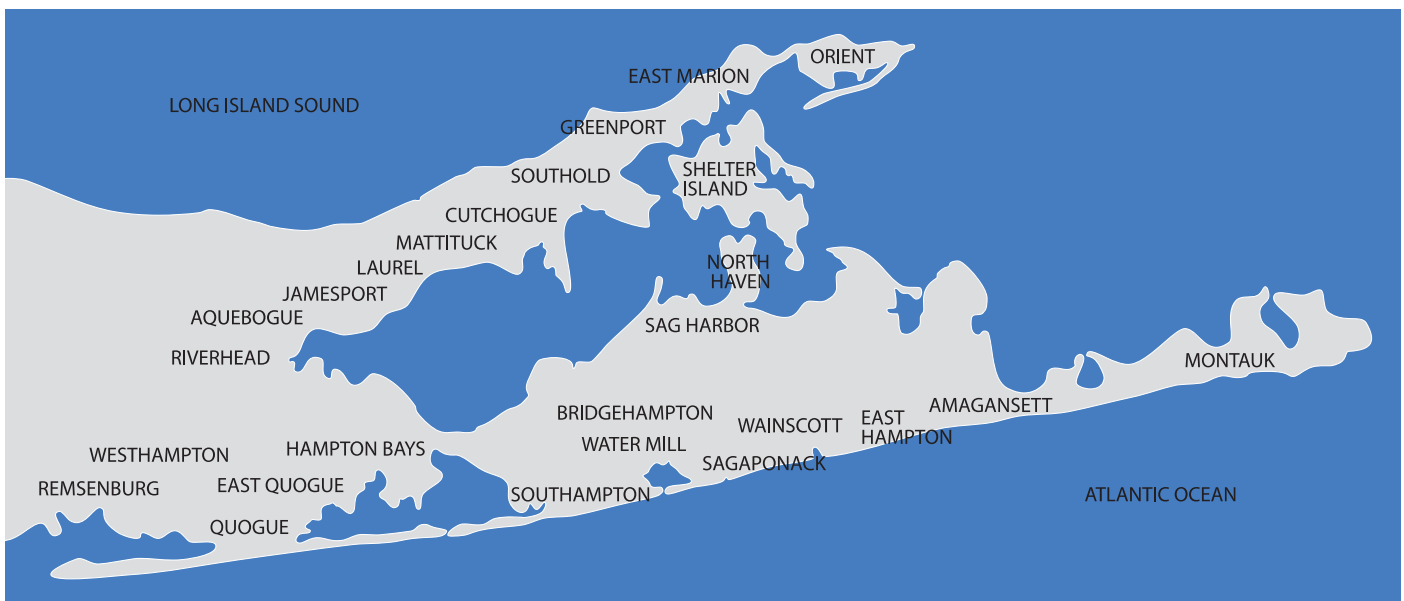 ORIENT
EAST MARION
LONG ISLAND SOUND
GREENPORT
SHELTER
ISLAND
SOUTHOLD
CUTCHOGUE
MATTITUCK
NORTH
HAVEN
LAUREL
JAMESPORT
AQUEBOGUE
SAG HARBOR
RIVERHEAD
MONTAUK
AMAGANSETT
BRIDGEHAMPTON
EAST
HAMPTON
WAINSCOTT
WATER MILL
HAMPTON BAYS
WESTHAMPTON
SAGAPONACK
EAST QUOGUE
REMSENBURG
SOUTHAMPTON
ATLANTIC OCEAN
QUOGUE